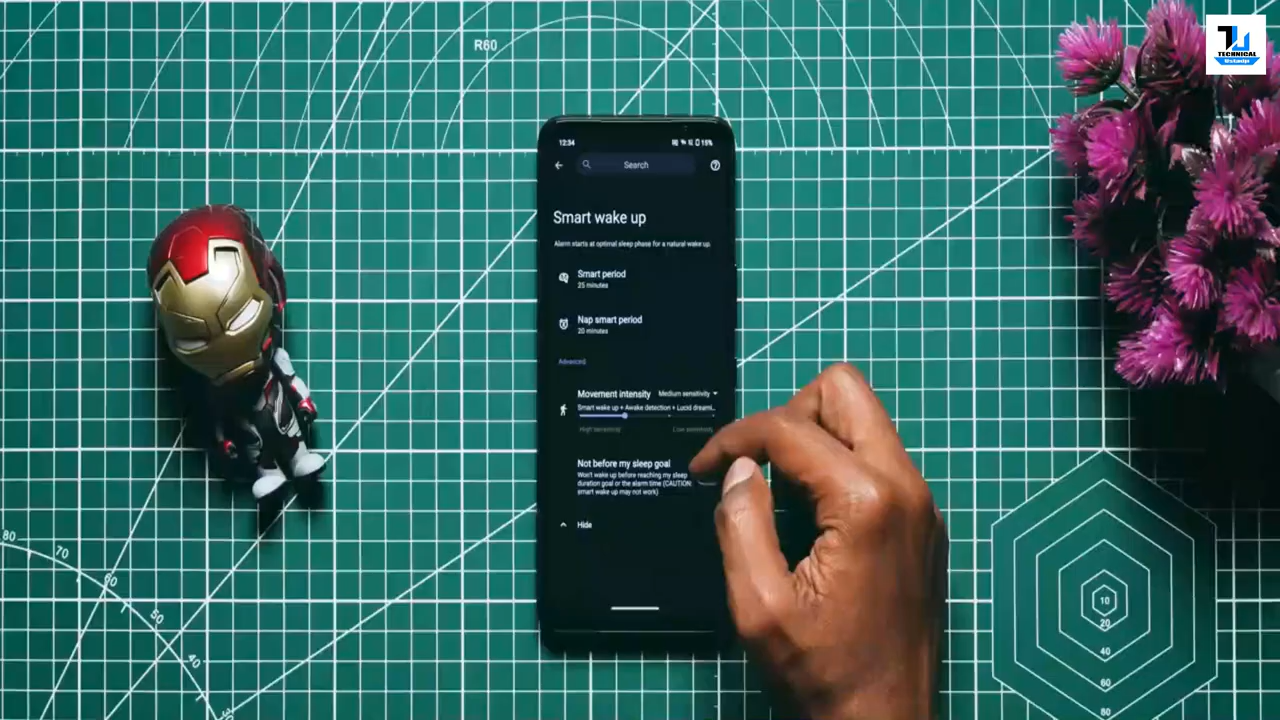 R60
TECHNICAL
12:34
15%
Search
Smart wake up
Alarm starts at optimal sleep phase for a natural wake up.
Smart period
25 minutes
Nap smart period
20 minutes
Advanced
Movement intensity
Medium sensitivity
Smart wake up + Awake detection + Lucid dreami..
High sensitivity
Low sensitivity
Not before my sleep goal
Won't wake up before reaching my sleep
duration goal or the alarm time (CAUTION:
smart wake up may not work)
Hide
80
70
60
50
40
30
10
20
40
60
80